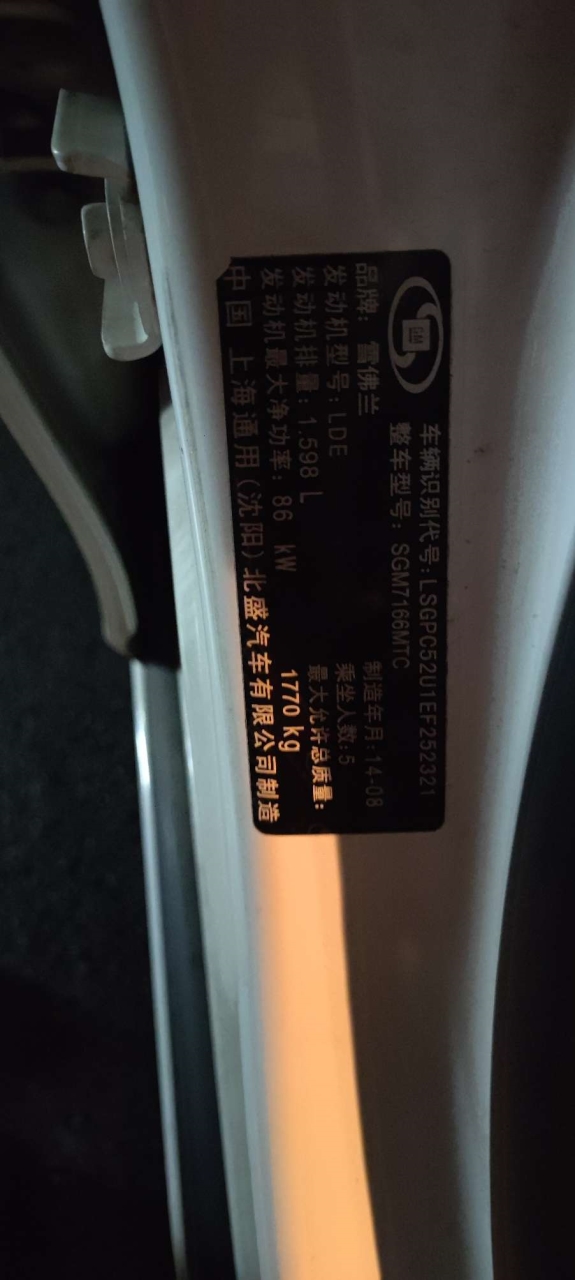 GM
车辆识别代号:LSGPC52U1EF252321
整车型号: SGM7166MTC
品牌: 雪佛兰
制造年月:14-08
发动机型号:LDE
乘坐人数:5
发动机排量:1.598 L
最大允许总质量:
发动机最大净功率: 86 kW
1770 kg
中国 上海通用(沈阳)北盛汽车有限公司制造